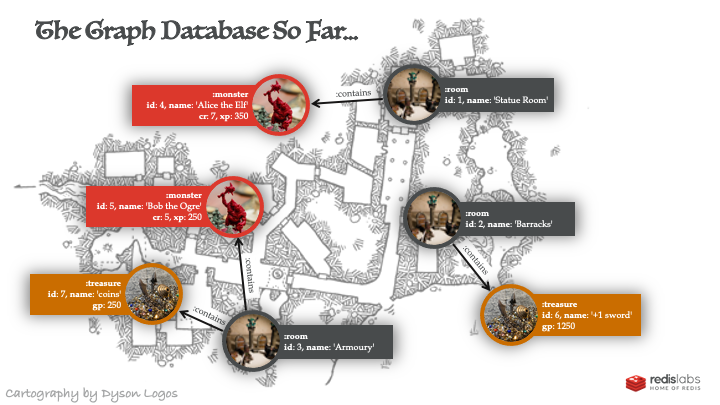 The Graph Database So Far...
:monster
id: 4, name: 'Alice the Elf'
cr: 7, xp: 350
:contains
:room
id: 1, name: 'Statue Room'
:monster
id: 5, name: 'Bob the Ogre'
cr: 5, xp: 250
:room
id: 2, name: 'Barracks'
:contains
:treasure
id: 7, name: 'coins'
gp: 250
:contains
:contains
:treasure
id: 6, name: '+1 sword'
gp: 1250
:room
id: 3, name: 'Armoury'
Cartography by Dyson Logos
redislabs
HOME OF REDIS